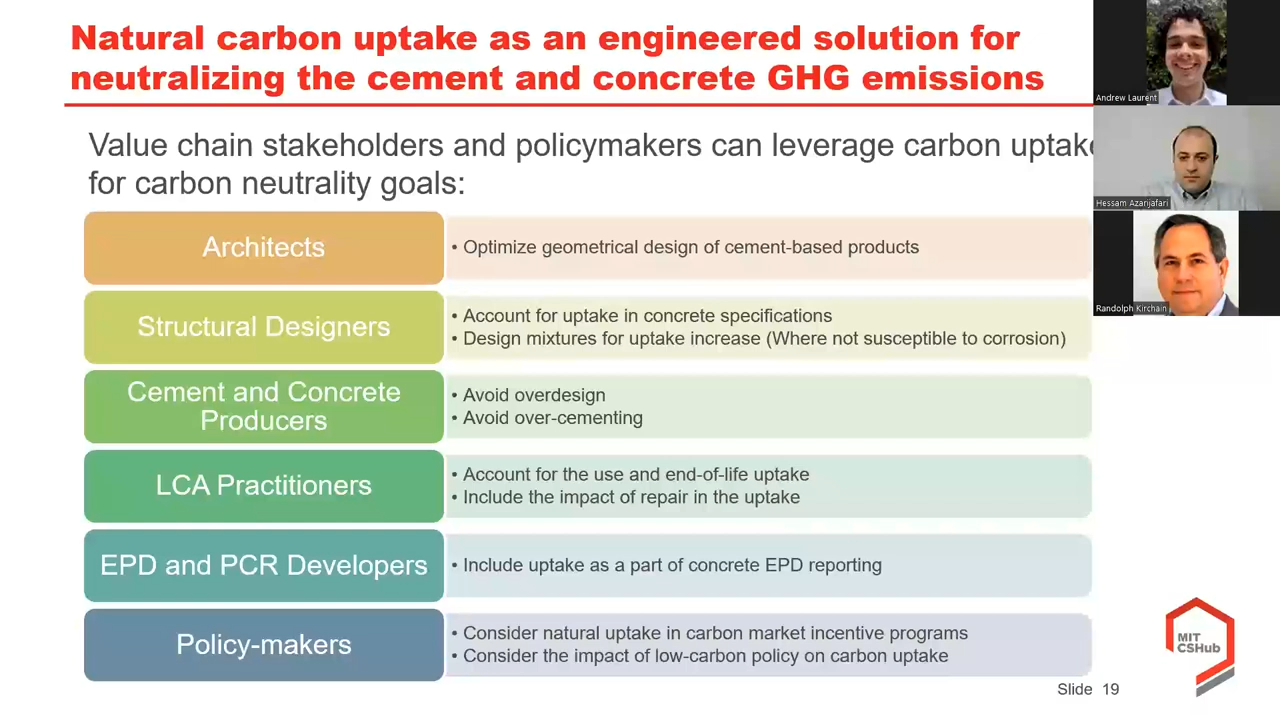 Natural carbon uptake as an engineered solution for
neutralizing the cement and concrete GHG emissions
Value chain stakeholders and policymakers can leverage carbon uptake
for carbon neutrality goals:
Architects
• Optimize geometrical design of cement-based products
Structural Designers
• Account for uptake in concrete specifications
• Design mixtures for uptake increase (Where not susceptible to corrosion)
Cement and Concrete
Producers
• Avoid overdesign
• Avoid over-cementing
LCA Practitioners
• Account for the use and end-of-life uptake
• Include the impact of repair in the uptake
EPD and PCR Developers
• Include uptake as a part of concrete EPD reporting
Policy-makers
• Consider natural uptake in carbon market incentive programs
• Consider the impact of low-carbon policy on carbon uptake
Slide 19
MIT
CSHub
Andrew Laurent
Hessam Azarijafari
Randolph Kirchain